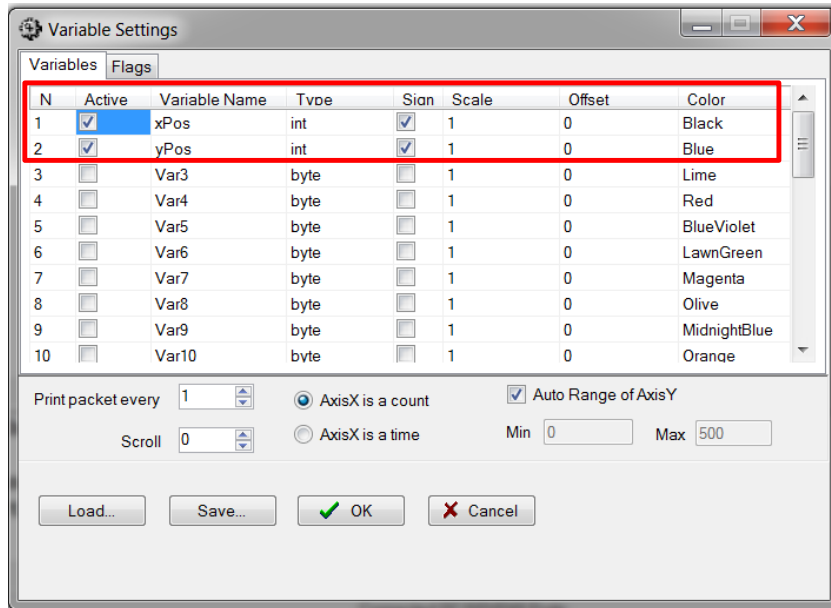 Variable Settings
Variables Flags
N Active Variable Name Type Sign Scale Offset Color
1 xPos int 1 0 Black
2 yPos int 1 0 Blue
3 Var3 byte 1 0 Lime
4 Var4 byte 1 0 Red
5 Var5 byte 1 0 BlueViolet
6 Var6 byte 1 0 LawnGreen
7 Var7 byte 1 0 Magenta
8 Var8 byte 1 0 Olive
9 Var9 byte 1 0 MidnightBlue
10 Var10 byte 1 0 Orange
Print packet every 1 AxisX is a count Auto Range of AxisY
Scroll 0 AxisX is a time Min 0 Max 500
Load... Save... OK Cancel